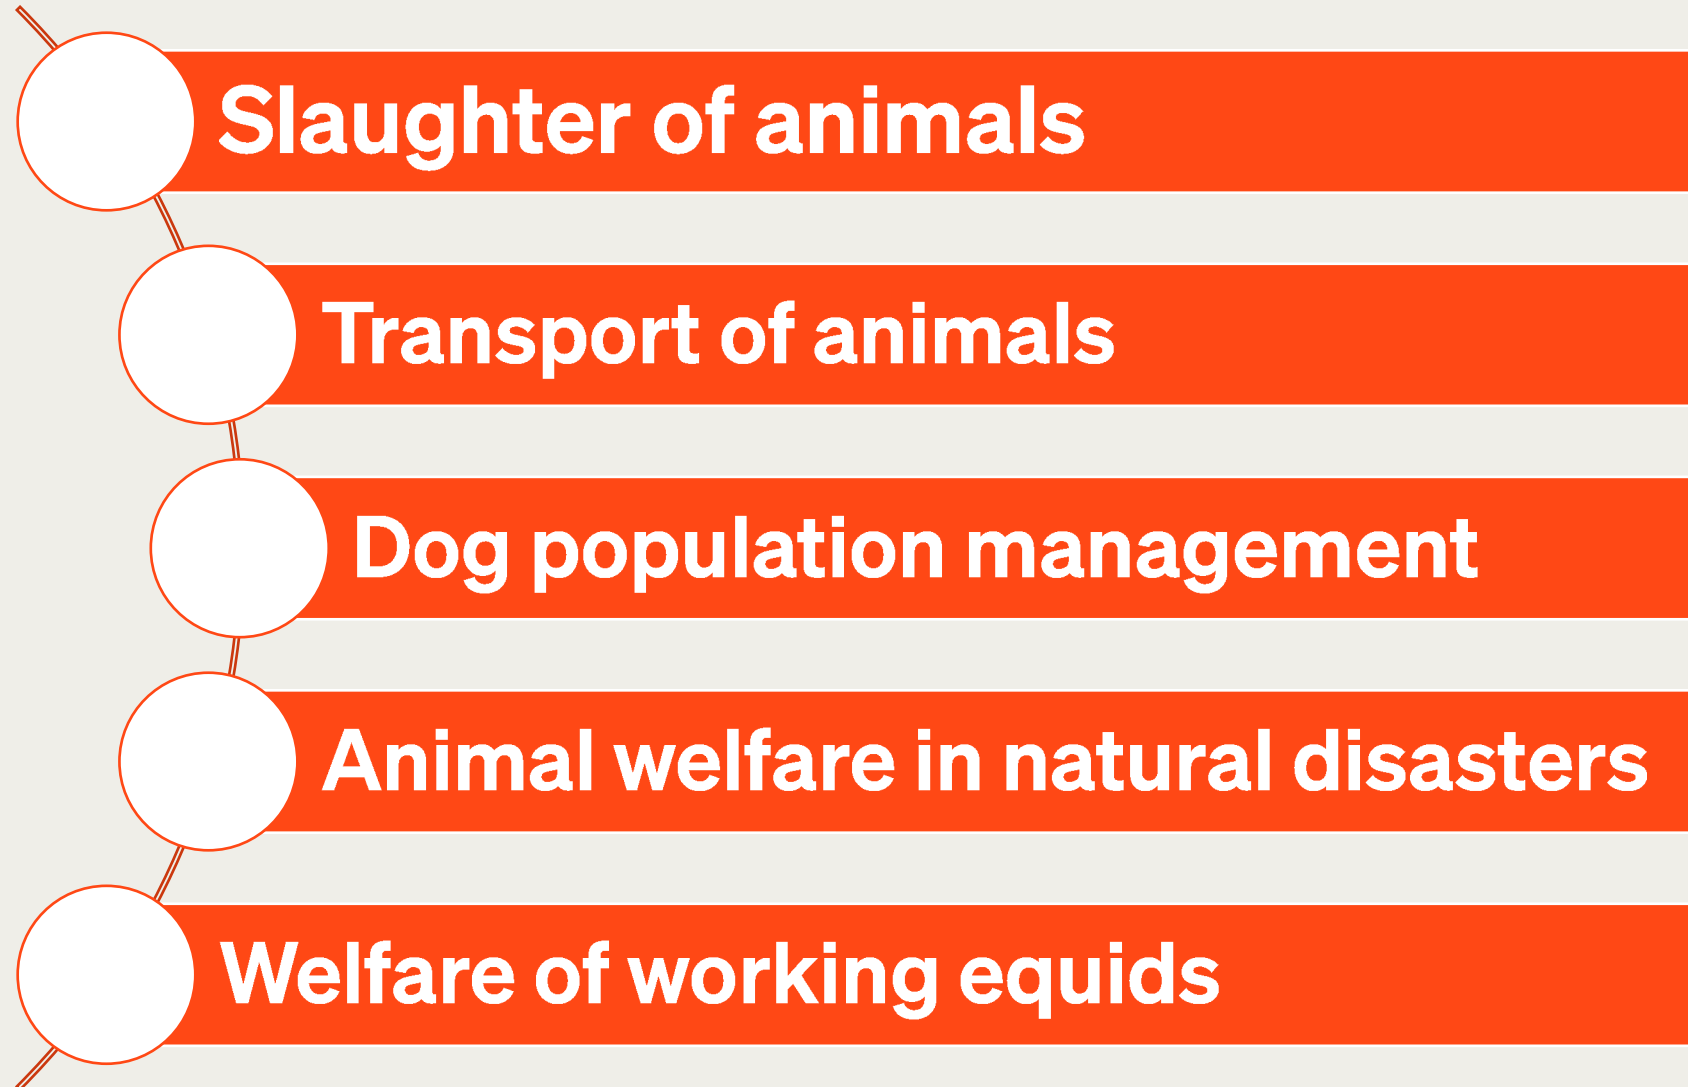 Slaughter of animals
Transport of animals
Dog population management
Animal welfare in natural disasters
Welfare of working equids